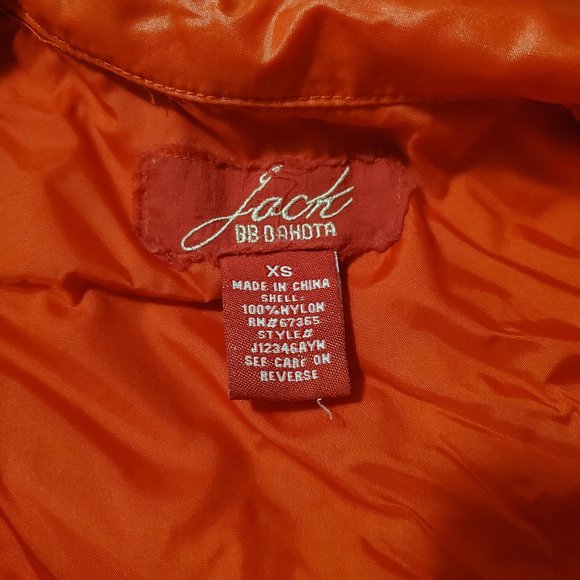 Jack
BB DAKOTA
XS
MADE IN CHINA
SHELL:
100%NYLON
RN#67365
STYLE#
J12346AYN
SEE CARE ON
REVERSE